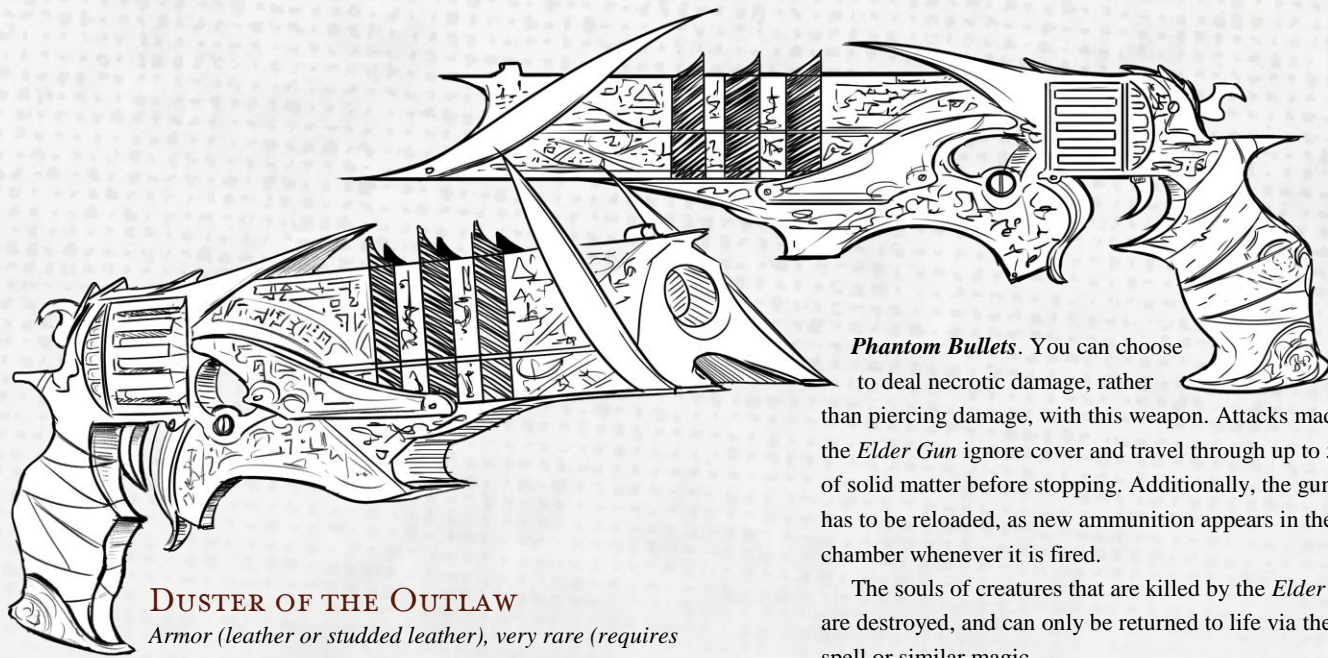 DUSTER OF THE OUTLAW
Armor (leather or studded leather), very rare (requires
Phantom Bullets. You can choose
to deal necrotic damage, rather
than piercing damage, with this weapon. Attacks
the Elder Gun ignore cover and travel through up to
of solid matter before stopping. Additionally, the gun
has to be reloaded, as new ammunition appears in the
chamber whenever it is fired.
The souls of creatures that are killed by the Elder
are destroyed, and can only be returned to life via the
spell or similar magic.